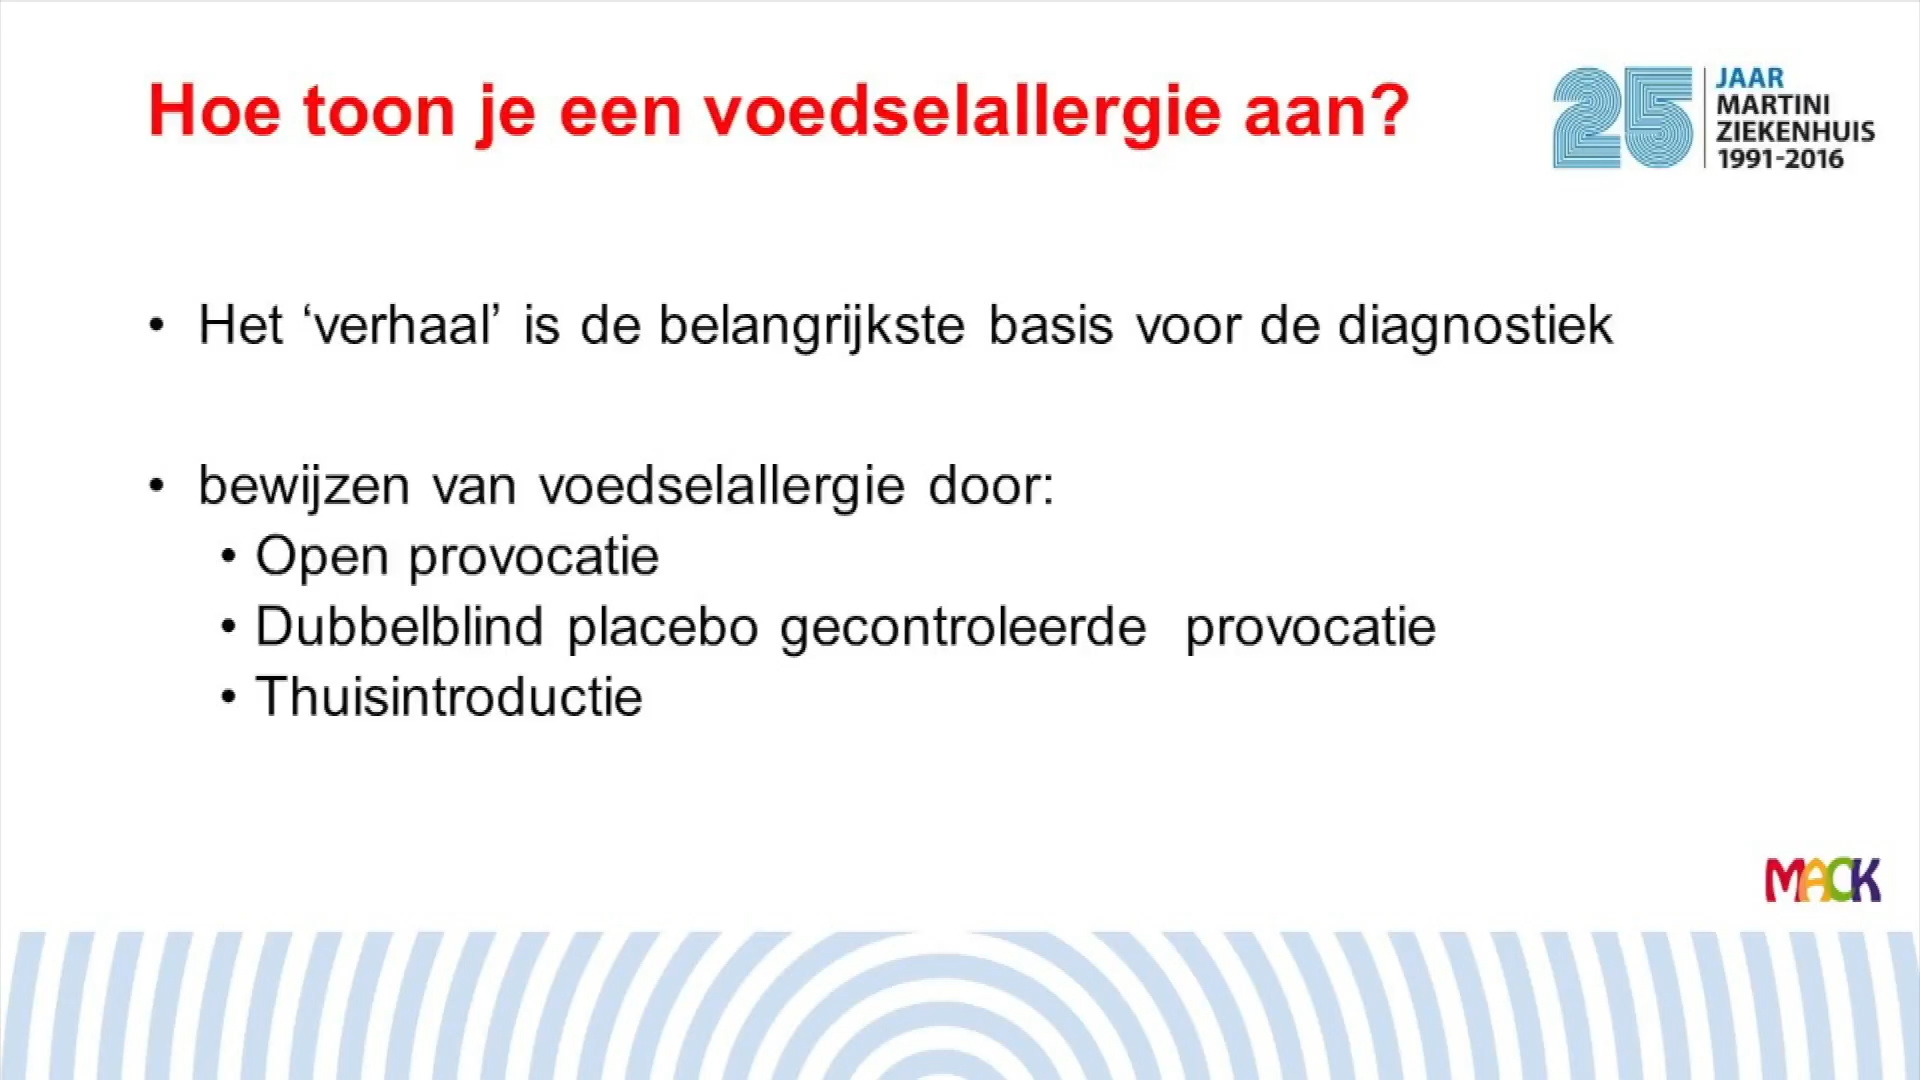 Hoe toon je een voedselallergie aan?
25 JAAR
MARTINI
ZIEKENHUIS
1991-2016
• Het ‘verhaal’ is de belangrijkste basis voor de diagnostiek
• bewijzen van voedselallergie door:
• Open provocatie
• Dubbelblind placebo gecontroleerde provocatie
• Thuisintroductie
MACK